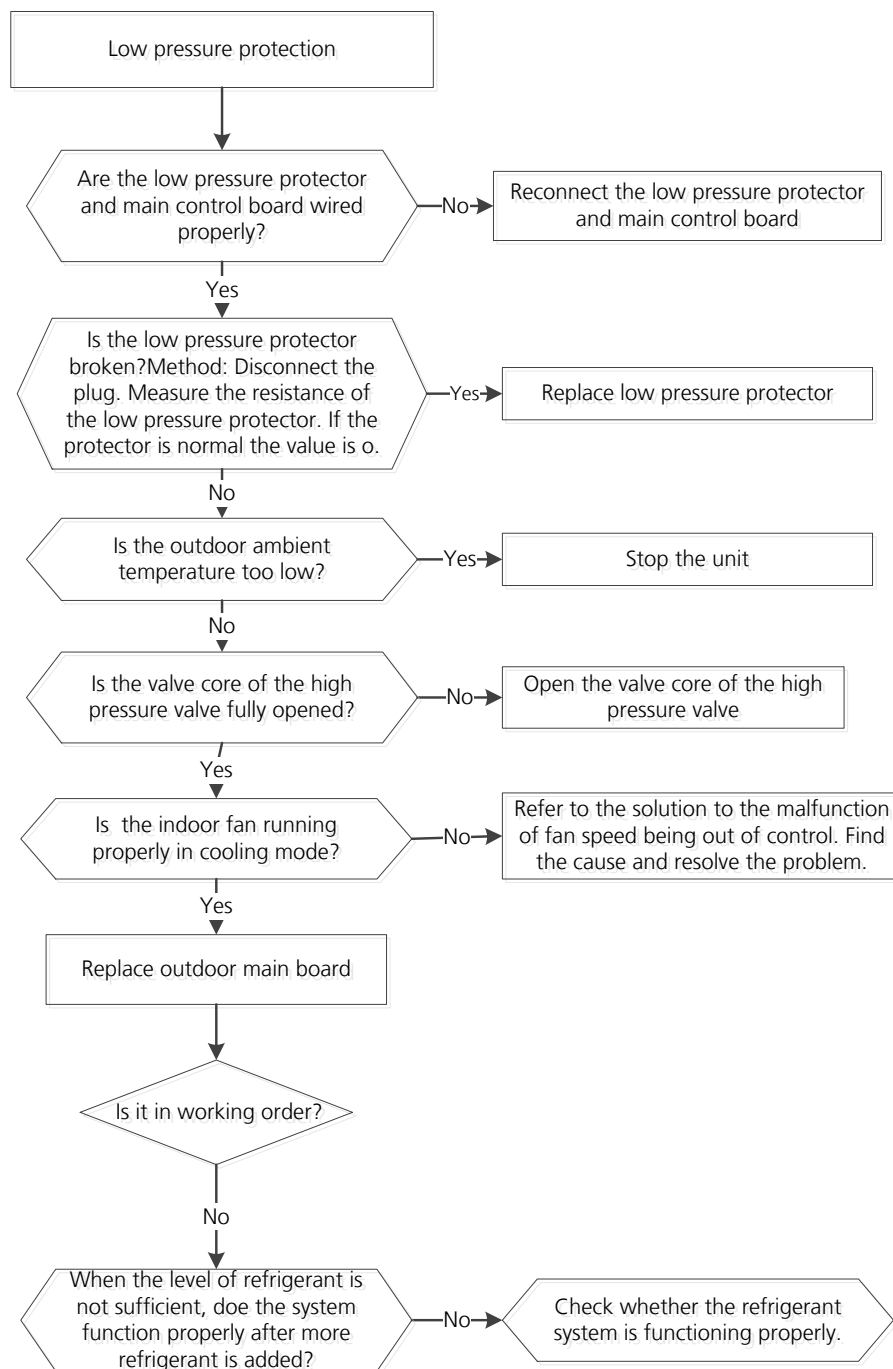 Low pressure protection
Are the low pressure protector
and main control board wired
properly?
No
Reconnect the low pressure protector
and main control board
Yes
Is the low pressure protector
broken?Method: Disconnect the
plug. Measure the resistance of
the low pressure protector. If the
protector is normal the value is o.
Yes
Replace low pressure protector
No
Is the outdoor ambient
temperature too low?
Yes
Stop the unit
No
Is the valve core of the high
pressure valve fully opened?
No
Open the valve core of the high
pressure valve
Yes
Is the indoor fan running
properly in cooling mode?
No
Refer to the solution to the malfunction
of fan speed being out of control. Find
the cause and resolve the problem.
Yes
Replace outdoor main board
Is it in working order?
No
When the level of refrigerant is
not sufficient, doe the system
function properly after more
refrigerant is added?
No
Check whether the refrigerant
system is functioning properly.